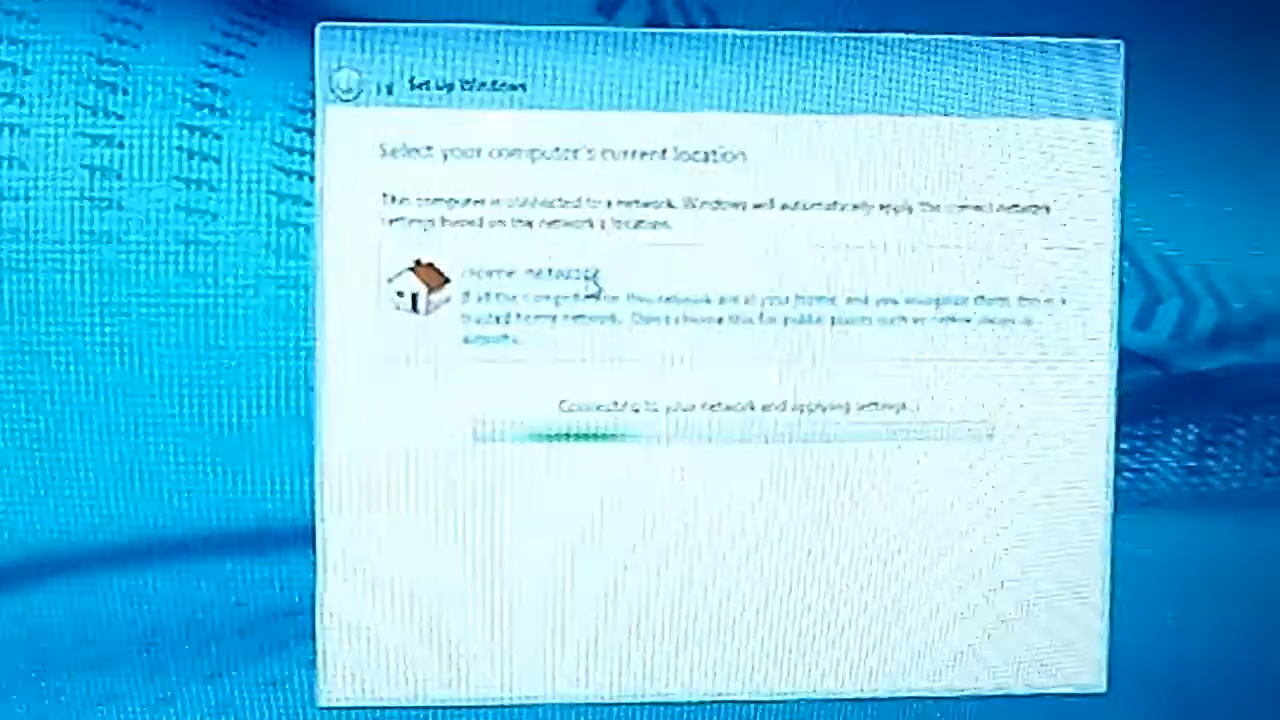 Set Up Windows
Select your computer's current location
This computer is connected to a network. Windows will automatically apply the correct network
settings based on the network's location.
Home network
If all the computers on this network are at your home, and you recognize them, this is a
trusted home network. Don't choose this for public places such as coffee shops or
airports.
Connecting to your network and applying settings...